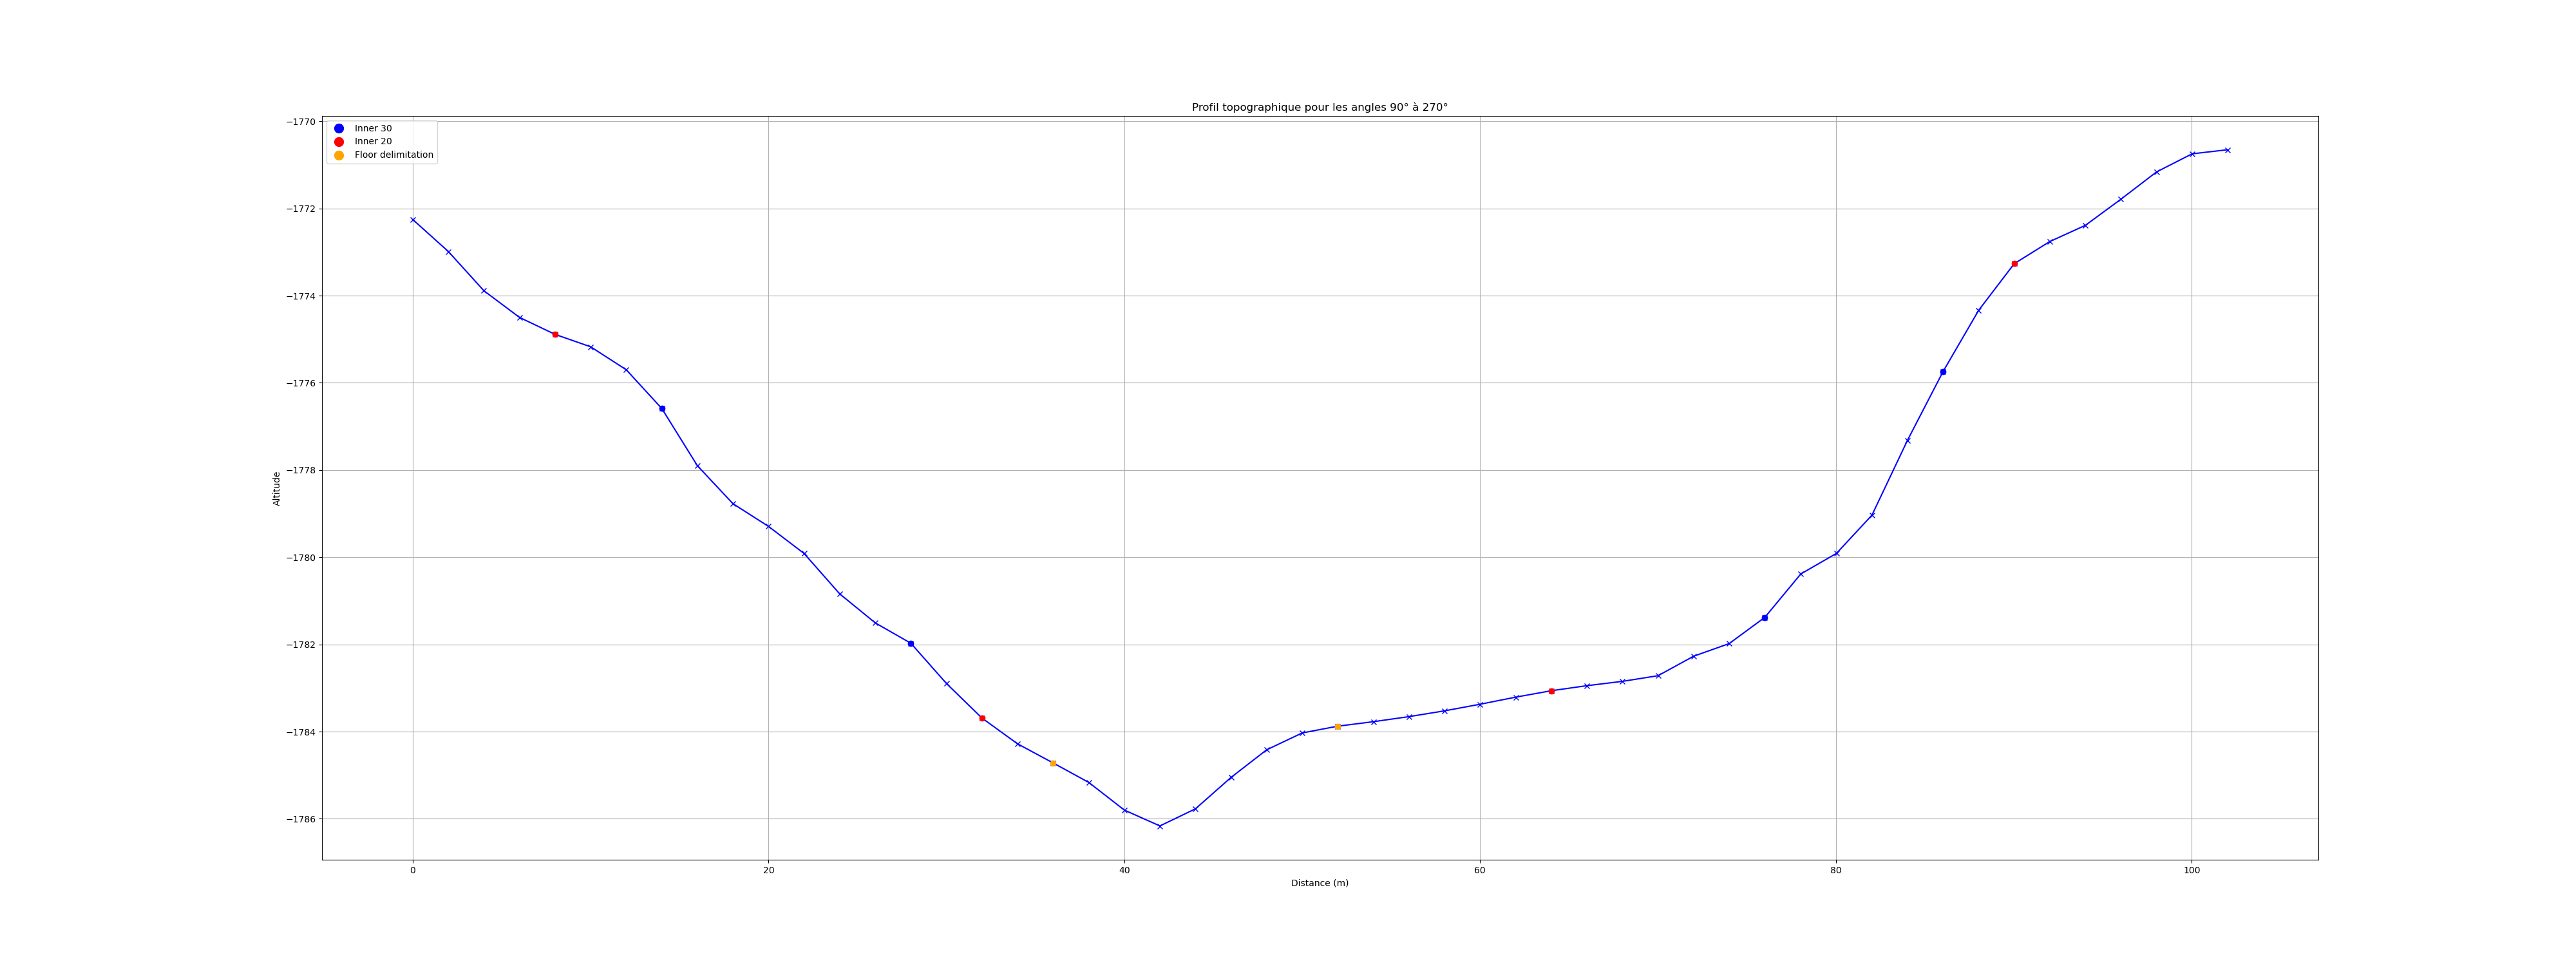 Profil topographique pour les angles 90° à 270°
Inner 30
Inner 20
Floor delimitation
−1770
−1772
−1774
−1776
−1778
−1780
−1782
−1784
−1786
Altitude
0 20 40 60 80 100
Distance (m)